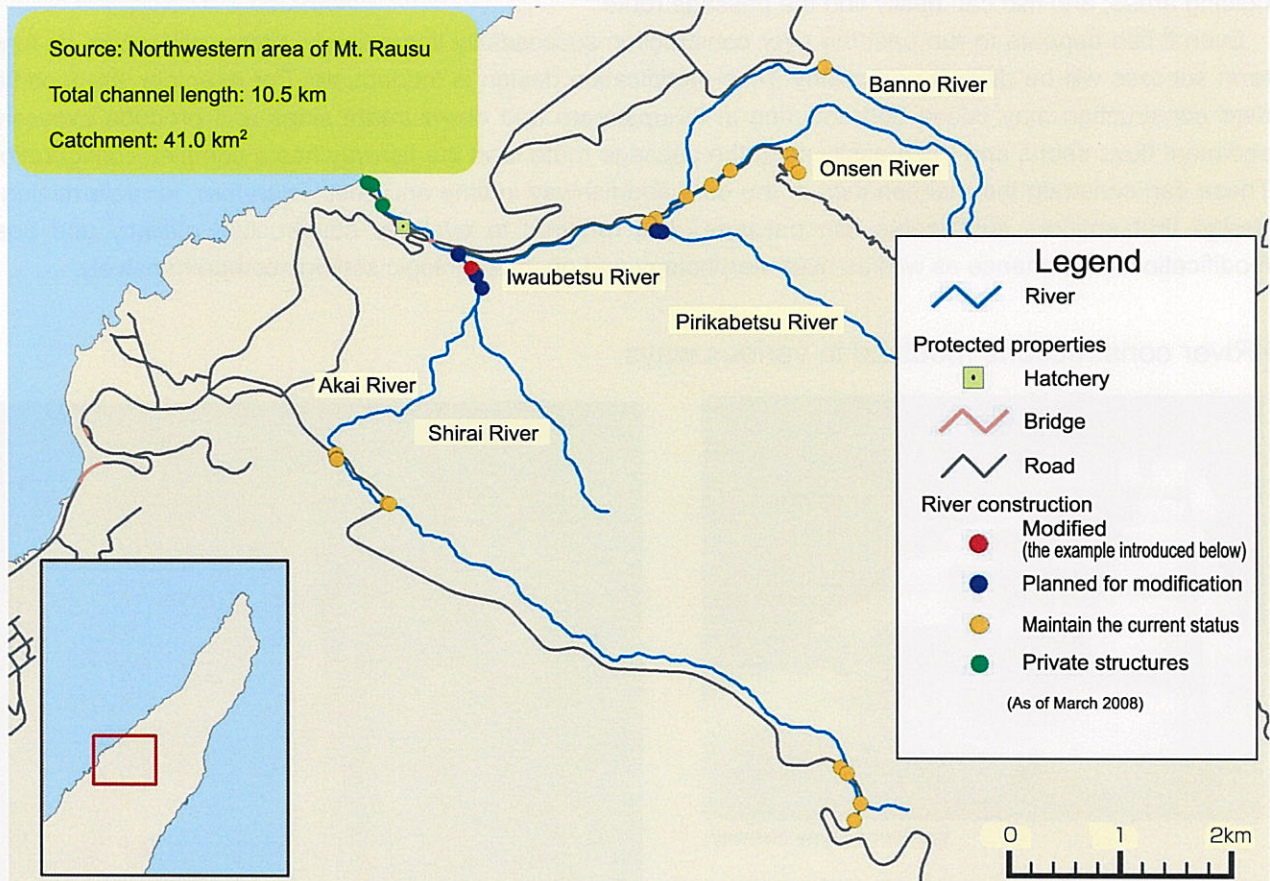 Source: Northwestern area of Mt. Rausu
Total channel length: 10.5 km
Catchment: 41.0 km²
Banno River
Onsen River
Iwaubetsu River
Pirikabetsu River
Akai River
Shirai River
Legend
River
Protected properties
Hatchery
Bridge
Road
River construction
Modified
(the example introduced below)
Planned for modification
Maintain the current status
Private structures
(As of March 2008)
0 1 2km